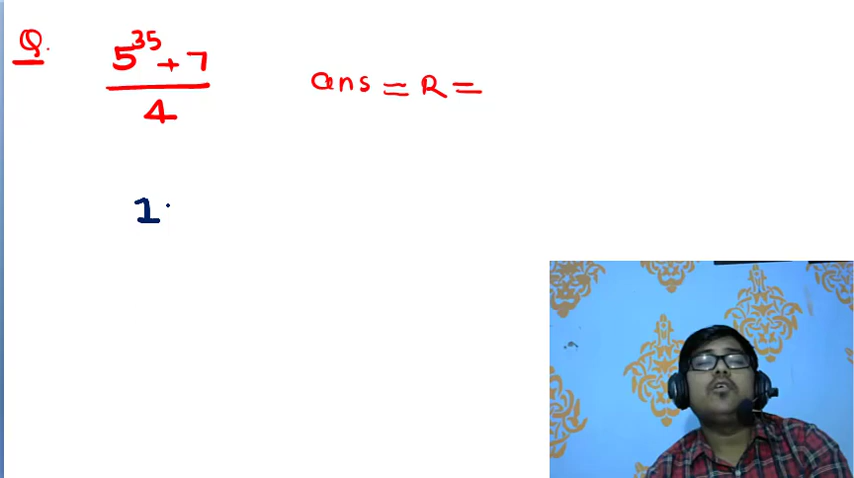 Q. 5^35 + 7 / 4 ans = R =
1